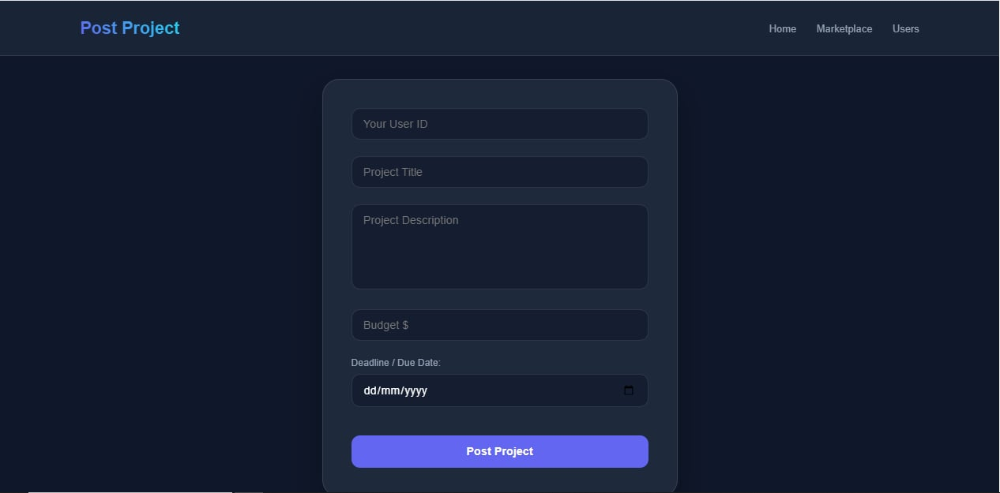 Post Project
Home Marketplace Users
Your User ID
Project Title
Project Description
Budget $
Deadline / Due Date:
dd/mm/yyyy
Post Project